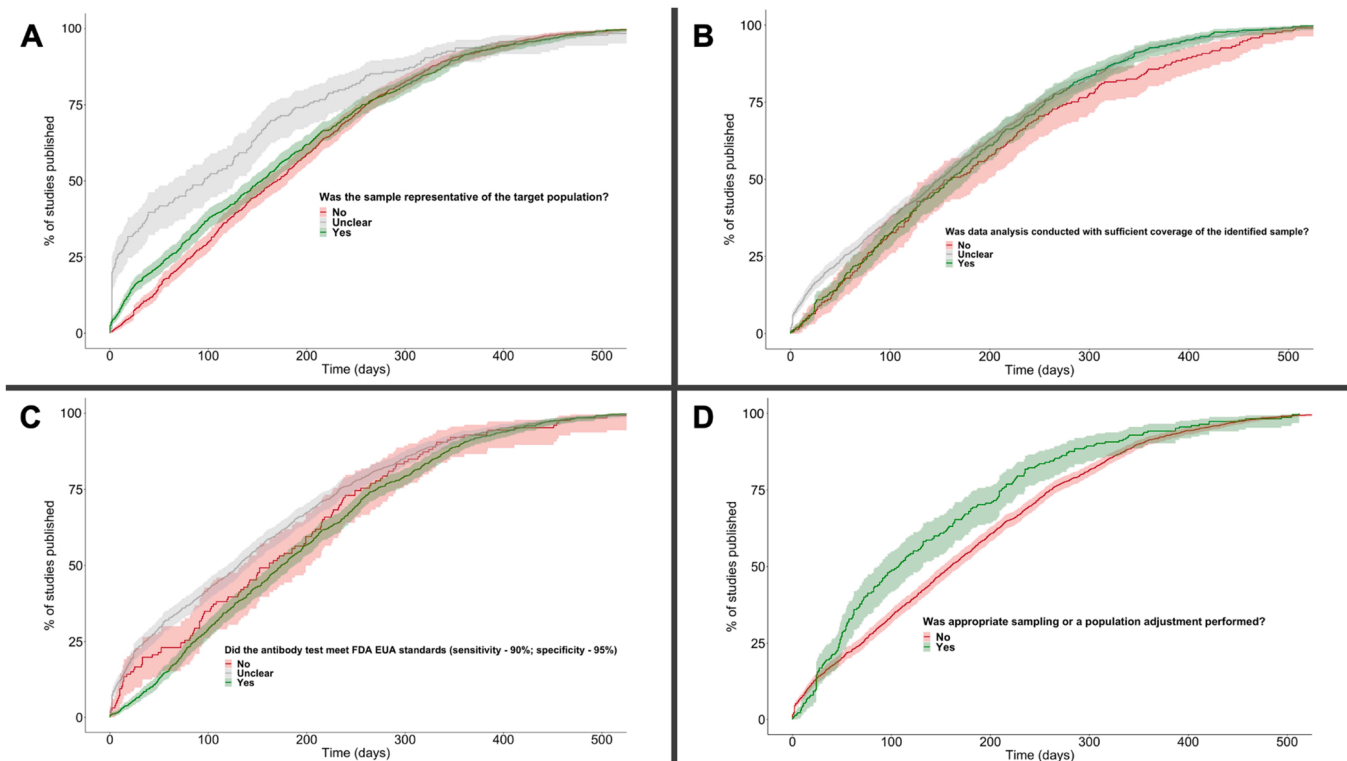 A
100
75
50
25
0
% of studies published
Was the sample representative of the target population?
No
Unclear
Yes
0 100 200 300 400 500
Time (days)
B
100
75
50
25
0
% of studies published
Was data analysis conducted with sufficient coverage of the identified sample?
No
Unclear
Yes
0 100 200 300 400 500
Time (days)
C
100
75
50
25
0
% of studies published
Did the antibody test meet FDA EUA standards (sensitivity - 90%; specificity - 95%)
No
Unclear
Yes
0 100 200 300 400 500
Time (days)
D
100
75
50
25
0
% of studies published
Was appropriate sampling or a population adjustment performed?
No
Yes
0 100 200 300 400 500
Time (days)